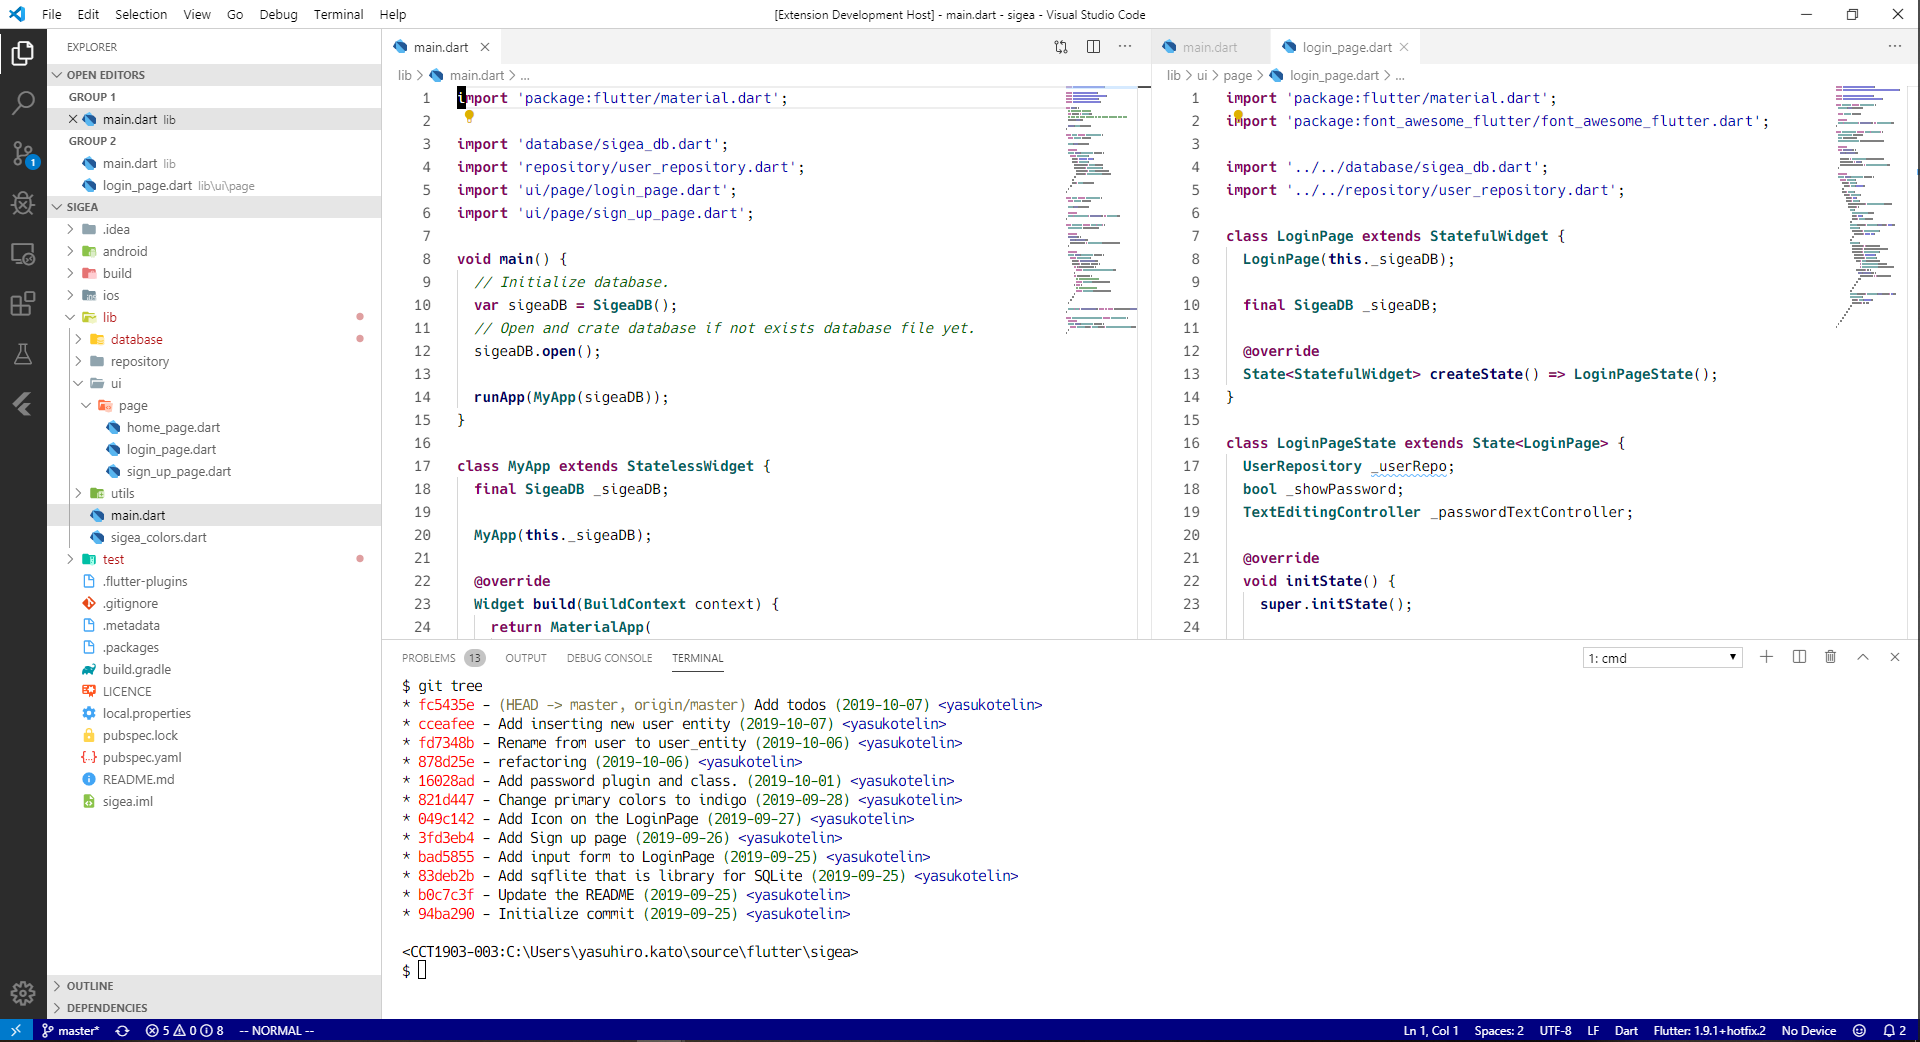 File Edit Selection View Go Debug Terminal Help
[Extension Development Host] - main.dart - sigea - Visual Studio Code
EXPLORER
OPEN EDITORS
GROUP 1
main.dart lib
GROUP 2
main.dart lib
login_page.dart lib\ui\page
SIGEA
.idea
android
build
ios
lib
database
repository
ui
page
home_page.dart
login_page.dart
sign_up_page.dart
utils
main.dart
sigea_colors.dart
test
.flutter-plugins
.gitignore
.metadata
.packages
build.gradle
LICENCE
local.properties
pubspec.lock
pubspec.yaml
README.md
sigea.iml
OUTLINE
DEPENDENCIES
1
main.dart
lib > main.dart > ...
1 import 'package:flutter/material.dart';
2
3 import 'database/sigea_db.dart';
4 import 'repository/user_repository.dart';
5 import 'ui/page/login_page.dart';
6 import 'ui/page/sign_up_page.dart';
7
8 void main() {
9 // Initialize database.
10 var sigeaDB = SigeaDB();
11 // Open and crate database if not exists database file yet.
12 sigeaDB.open();
13
14 runApp(MyApp(sigeaDB));
15 }
16
17 class MyApp extends StatelessWidget {
18 final SigeaDB _sigeaDB;
19
20 MyApp(this._sigeaDB);
21
22 @override
23 Widget build(BuildContext context) {
24 return MaterialApp(
main.dart login_page.dart
lib > ui > page > login_page.dart > ...
1 import 'package:flutter/material.dart';
2 import 'package:font_awesome_flutter/font_awesome_flutter.dart';
3
4 import '../../database/sigea_db.dart';
5 import '../../repository/user_repository.dart';
6
7 class LoginPage extends StatefulWidget {
8 LoginPage(this._sigeaDB);
9
10 final SigeaDB _sigeaDB;
11
12 @override
13 State<StatefulWidget> createState() => LoginPageState();
14 }
15
16 class LoginPageState extends State<LoginPage> {
17 UserRepository _userRepo;
18 bool _showPassword;
19 TextEditingController _passwordTextController;
20
21 @override
22 void initState() {
23 super.initState();
24
PROBLEMS 13 OUTPUT DEBUG CONSOLE TERMINAL
1: cmd
$ git tree
* fc5435e - (HEAD -> master, origin/master) Add todos (2019-10-07) <yasukotelin>
* cceafee - Add inserting new user entity (2019-10-07) <yasukotelin>
* fd7348b - Rename from user to user_entity (2019-10-06) <yasukotelin>
* 878d25e - refactoring (2019-10-06) <yasukotelin>
* 16028ad - Add password plugin and class. (2019-10-01) <yasukotelin>
* 821d447 - Change primary colors to indigo (2019-09-28) <yasukotelin>
* 049c142 - Add Icon on the LoginPage (2019-09-27) <yasukotelin>
* 3fd3eb4 - Add Sign up page (2019-09-26) <yasukotelin>
* bad5855 - Add input form to LoginPage (2019-09-25) <yasukotelin>
* 83deb2b - Add sqflite that is library for SQLite (2019-09-25) <yasukotelin>
* b0c7c3f - Update the README (2019-09-25) <yasukotelin>
* 94ba290 - Initialize commit (2019-09-25) <yasukotelin>
<CCT1903-003:C:\Users\yasuhiro.kato\source\flutter\sigea>
$
master* 5 0 8 -- NORMAL --
Ln 1, Col 1 Spaces: 2 UTF-8 LF Dart Flutter: 1.9.1+hotfix.2 No Device 2